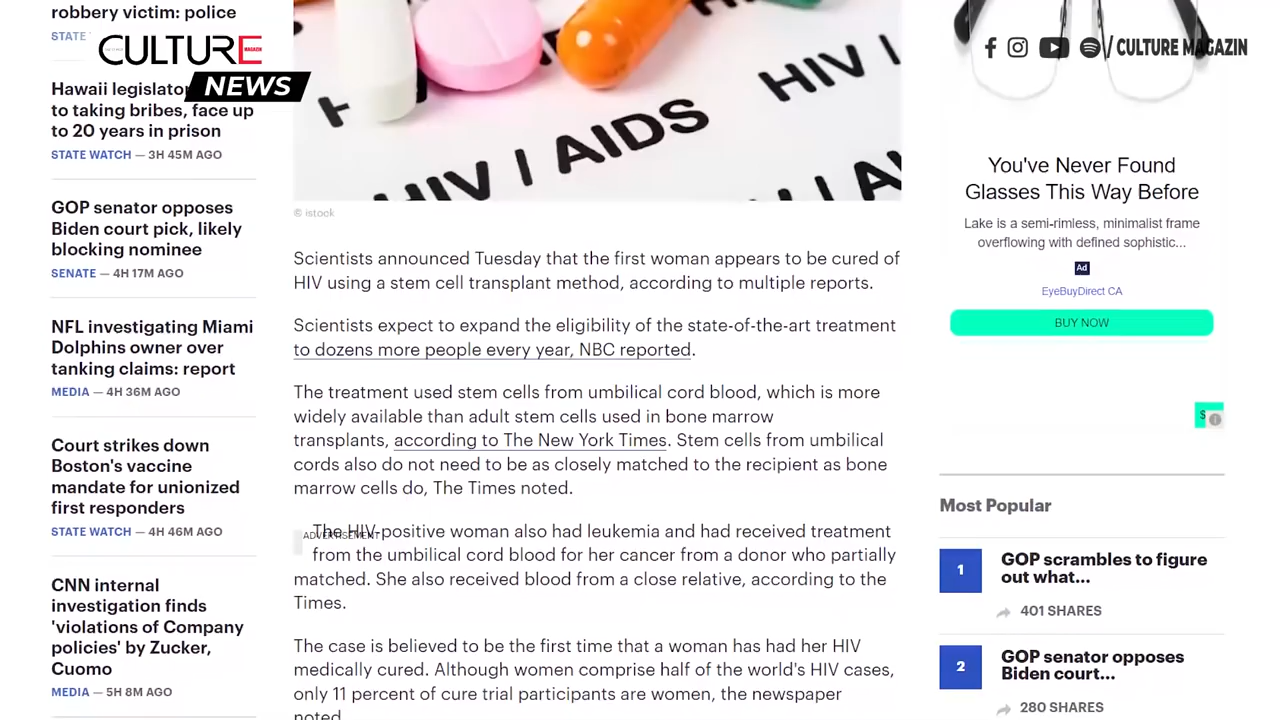 robbery victim: police
STATE
CULTURE
NEWS
/ CULTURE MAGAZIN
Hawaii
to taking bribes, face up
to 20 years in prison
STATE WATCH — 3H 45M AGO
GOP senator opposes
Biden court pick, likely
blocking nominee
SENATE — 4H 17M AGO
NFL investigating Miami
Dolphins owner over
tanking claims: report
MEDIA — 4H 36M AGO
Court strikes down
Boston's vaccine
mandate for unionized
first responders
STATE WATCH — 4H 46M AGO
CNN internal
investigation finds
'violations of Company
policies' by Zucker,
Cuomo
MEDIA — 5H 8M AGO
HIV |
HIV | AIDS
© istock
Scientists announced Tuesday that the first woman appears to be cured of
HIV using a stem cell transplant method, according to multiple reports.
Scientists expect to expand the eligibility of the state-of-the-art treatment
to dozens more people every year, NBC reported.
The treatment used stem cells from umbilical cord blood, which is more
widely available than adult stem cells used in bone marrow
transplants, according to The New York Times. Stem cells from umbilical
cords also do not need to be as closely matched to the recipient as bone
marrow cells do, The Times noted.
ADVERTISEMENT
The HIV-positive woman also had leukemia and had received treatment
from the umbilical cord blood for her cancer from a donor who partially
matched. She also received blood from a close relative, according to the
Times.
The case is believed to be the first time that a woman has had her HIV
medically cured. Although women comprise half of the world's HIV cases,
only 11 percent of cure trial participants are women, the newspaper
noted.
You've Never Found
Glasses This Way Before
Lake is a semi-rimless, minimalist frame
overflowing with defined sophistic...
Ad
EyeBuyDirect CA
BUY NOW
$
Most Popular
1
GOP scrambles to figure
out what...
401 SHARES
2
GOP senator opposes
Biden court...
280 SHARES